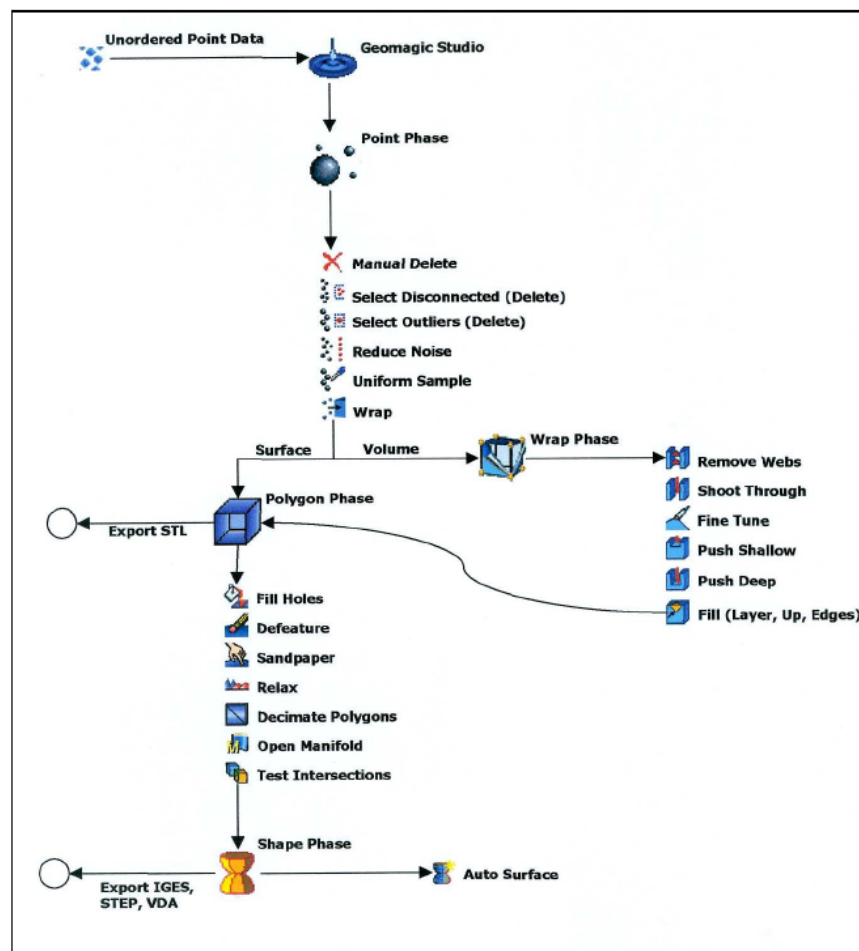 Unordered Point Data
Geomagic Studio
Point Phase
Manual Delete
Select Disconnected (Delete)
Select Outliers (Delete)
Reduce Noise
Uniform Sample
Wrap
Surface
Volume
Wrap Phase
Remove Webs
Shoot Through
Fine Tune
Push Shallow
Push Deep
Fill (Layer, Up, Edges)
Polygon Phase
Export STL
Fill Holes
Defeature
Sandpaper
Relax
Decimate Polygons
Open Manifold
Test Intersections
Shape Phase
Export IGES,
STEP, VDA
Auto Surface